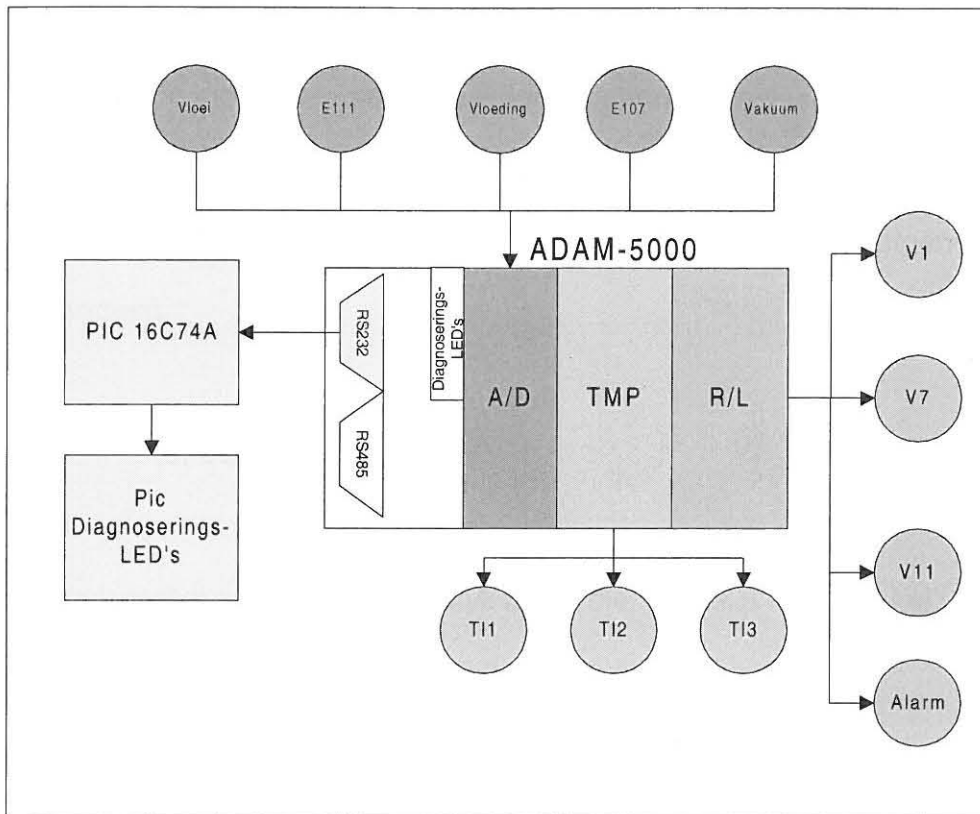 Vloei
E111
Vloeding
E107
Vakuum
ADAM-5000
V1
PIC 16C74A
RS232
Diagnoserings-
LED's
A/D
TMP
R/L
V7
RS485
Pic
Diagnoserings-
LED's
V11
TI1
TI2
TI3
Alarm